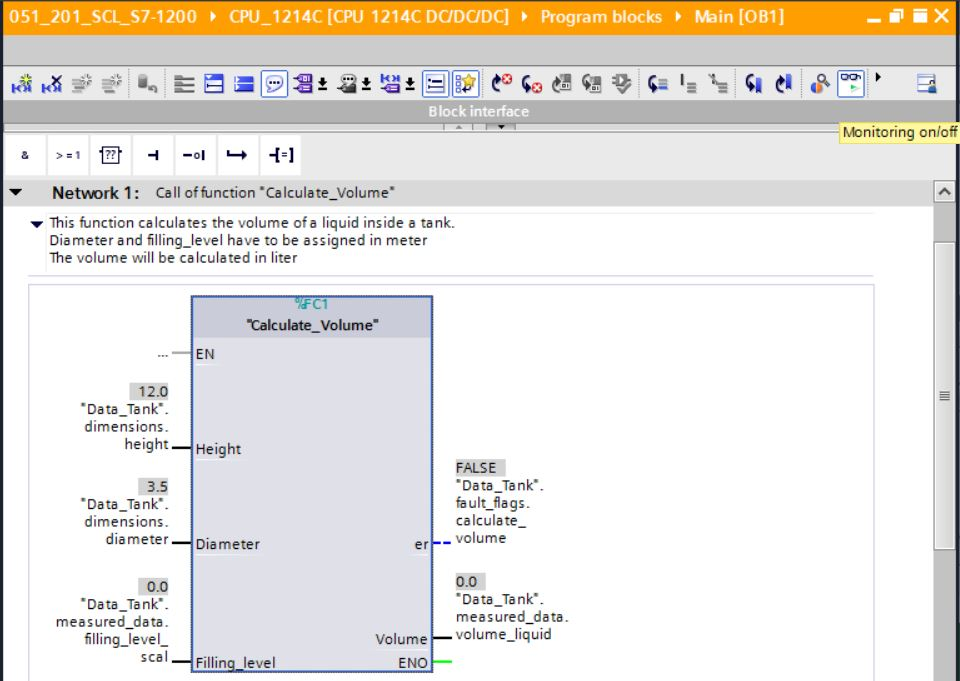 051_201_SCL_S7-1200 ▸ CPU_1214C [CPU 1214C DC/DC/DC] ▸ Program blocks ▸ Main [OB1]
Block interface
Monitoring on/off
& >=1 ?? [=]
Network 1: Call of function "Calculate_Volume"
This function calculates the volume of a liquid inside a tank.
Diameter and filling_level have to be assigned in meter
The volume will be calculated in liter
%FC1
"Calculate_Volume"
... EN
12.0
"Data_Tank".
dimensions.
height
Height
3.5
"Data_Tank".
dimensions.
diameter
Diameter
0.0
"Data_Tank".
measured_data.
filling_level_
scal
Filling_level
FALSE
"Data_Tank".
fault_flags.
calculate_
volume
er
0.0
"Data_Tank".
measured_data.
volume_liquid
Volume
ENO